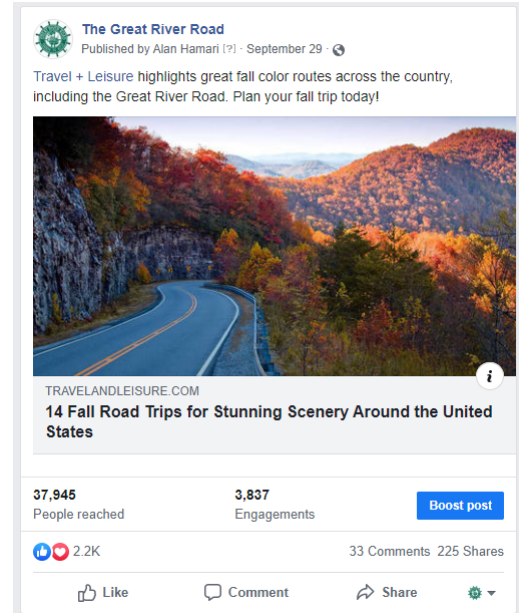 The Great River Road
Published by Alan Hamari [?] · September 29 ·
Travel + Leisure highlights great fall color routes across the country,
including the Great River Road. Plan your fall trip today!
i
TRAVELANDLEISURE.COM
14 Fall Road Trips for Stunning Scenery Around the United
States
37,945 3,837 Boost post
People reached Engagements
2.2K 33 Comments 225 Shares
Like Comment Share